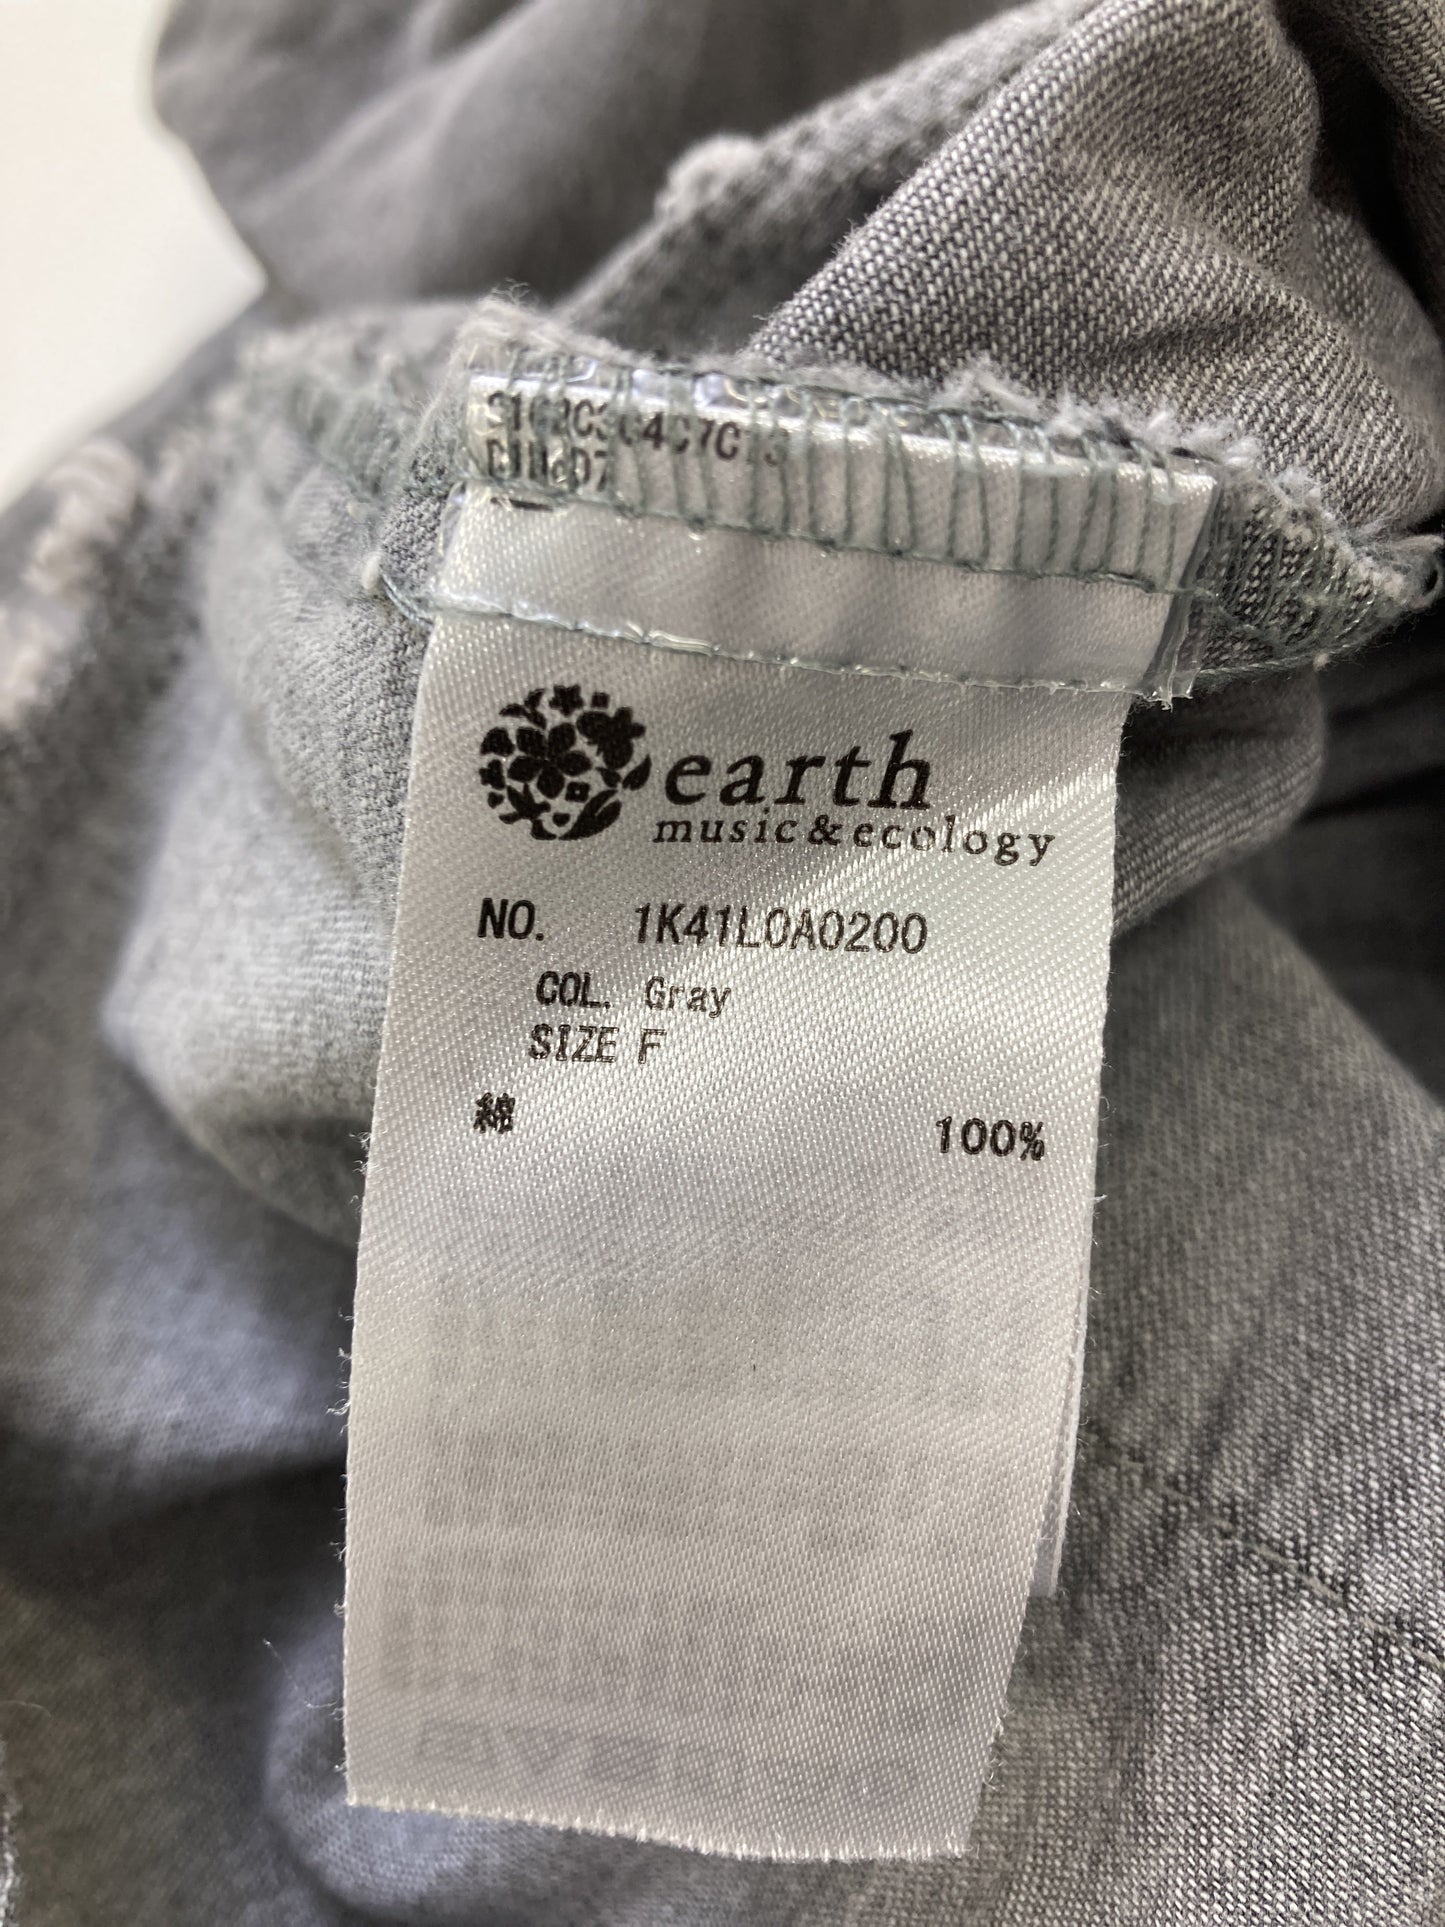 earth
music&ecology
NO. 1K41L0A0200
COL. Gray
SIZE F
綿 100%